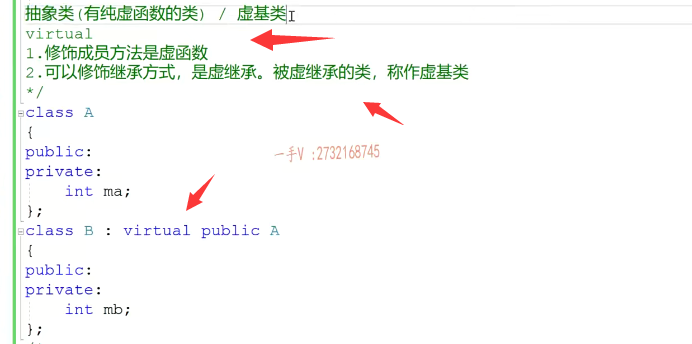 抽象类(有纯虚函数的类) / 虚基类
virtual
1.修饰成员方法是虚函数
2.可以修饰继承方式，是虚继承。被虚继承的类，称作虚基类
*/
class A
{
public:
private:
    int ma;
};
一手V :2732168745
class B : virtual public A
{
public:
private:
    int mb;
};